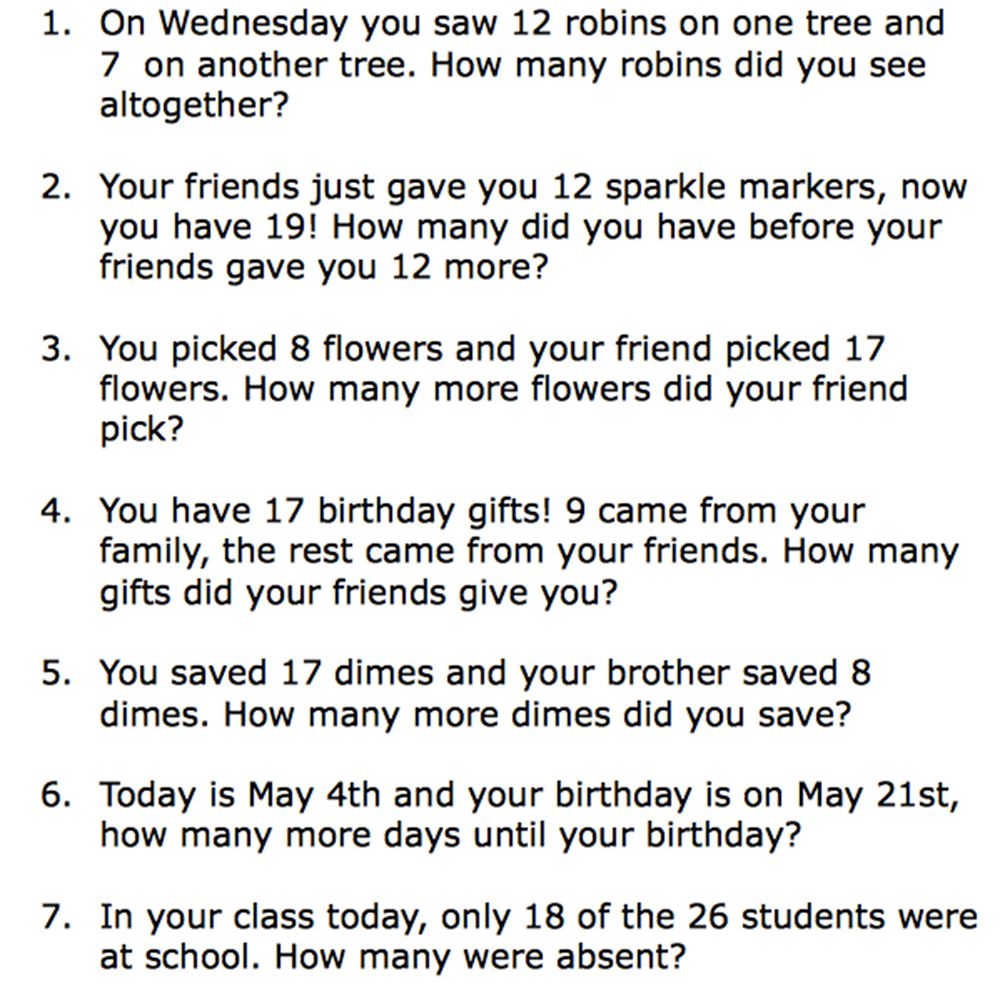 1. On Wednesday you saw 12 robins on one tree and
7 on another tree. How many robins did you see
altogether?
2. Your friends just gave you 12 sparkle markers, now
you have 19! How many did you have before your
friends gave you 12 more?
3. You picked 8 flowers and your friend picked 17
flowers. How many more flowers did your friend
pick?
4. You have 17 birthday gifts! 9 came from your
family, the rest came from your friends. How many
gifts did your friends give you?
5. You saved 17 dimes and your brother saved 8
dimes. How many more dimes did you save?
6. Today is May 4th and your birthday is on May 21st,
how many more days until your birthday?
7. In your class today, only 18 of the 26 students were
at school. How many were absent?